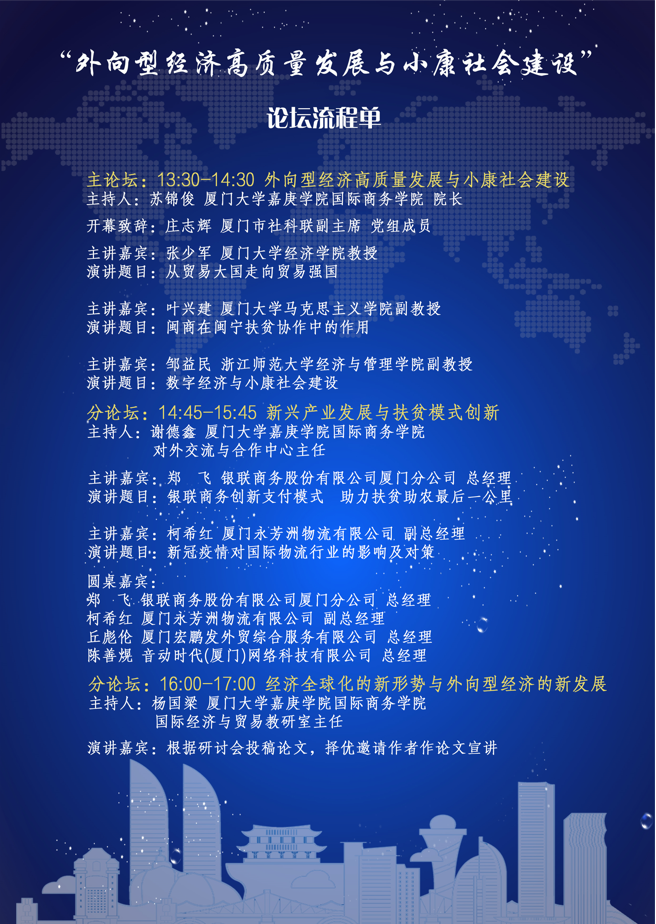 “外向型经济高质量发展与小康社会建设”
论坛流程单
主论坛：13:30-14:30 外向型经济高质量发展与小康社会建设
主持人：苏锦俊 厦门大学嘉庚学院国际商务学院 院长
开幕致辞：庄志辉 厦门市社科联副主席 党组成员
主讲嘉宾：张少军 厦门大学经济学院教授
演讲题目：从贸易大国走向贸易强国
主讲嘉宾：叶兴建 厦门大学马克思主义学院副教授
演讲题目：闽商在闽宁扶贫协作中的作用
主讲嘉宾：邹益民 浙江师范大学经济与管理学院副教授
演讲题目：数字经济与小康社会建设
分论坛：14:45-15:45 新兴产业发展与扶贫模式创新
主持人：谢德鑫 厦门大学嘉庚学院国际商务学院
对外交流与合作中心主任
主讲嘉宾：郑　飞 银联商务股份有限公司厦门分公司 总经理
演讲题目：银联商务创新支付模式　助力扶贫助农最后一公里
主讲嘉宾：柯希红 厦门永芳洲物流有限公司 副总经理
演讲题目：新冠疫情对国际物流行业的影响及对策
圆桌嘉宾：
郑　飞 银联商务股份有限公司厦门分公司 总经理
柯希红 厦门永芳洲物流有限公司 副总经理
丘彪伦 厦门宏鹏发外贸综合服务有限公司 总经理
陈善熀 音动时代(厦门)网络科技有限公司 总经理
分论坛：16:00-17:00 经济全球化的新形势与外向型经济的新发展
主持人：杨国梁 厦门大学嘉庚学院国际商务学院
国际经济与贸易教研室主任
演讲嘉宾：根据研讨会投稿论文，择优邀请作者作论文宣讲